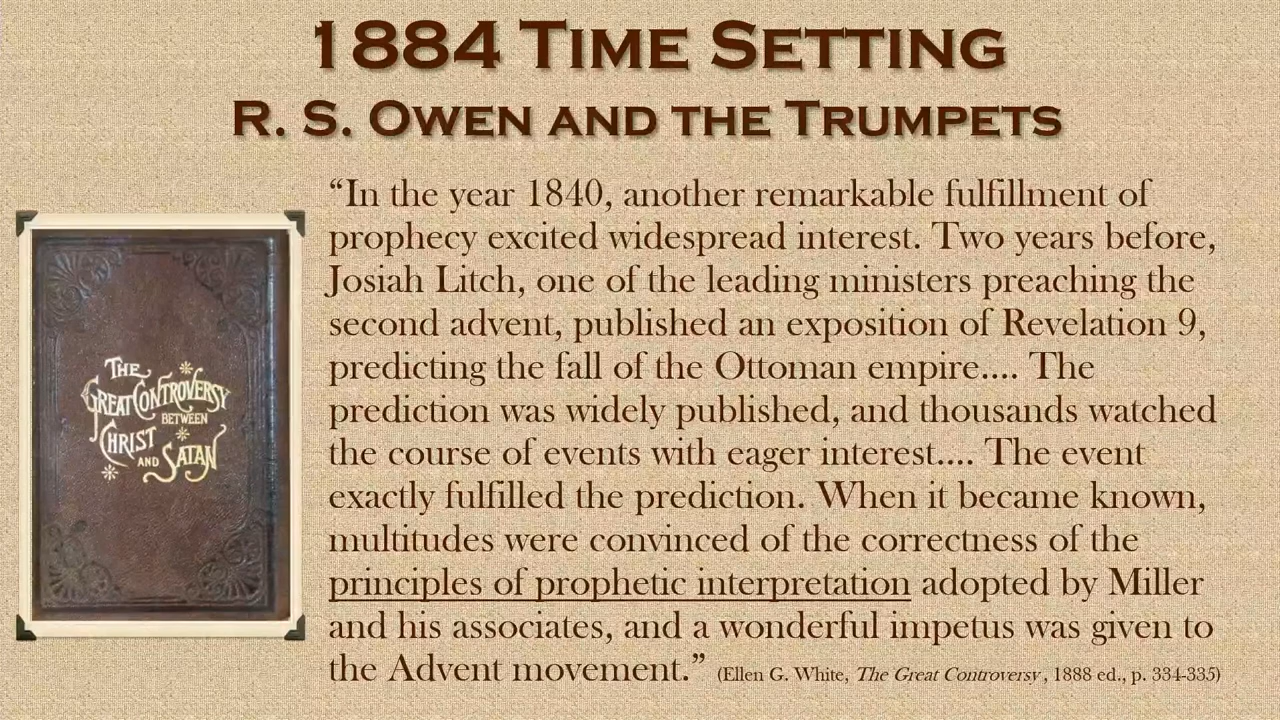 1884 TIME SETTING
R. S. OWEN AND THE TRUMPETS
“In the year 1840, another remarkable fulfillment of
prophecy excited widespread interest. Two years before,
Josiah Litch, one of the leading ministers preaching the
second advent, published an exposition of Revelation 9,
predicting the fall of the Ottoman empire…. The
prediction was widely published, and thousands watched
the course of events with eager interest…. The event
exactly fulfilled the prediction. When it became known,
multitudes were convinced of the correctness of the
principles of prophetic interpretation adopted by Miller
and his associates, and a wonderful impetus was given to
the Advent movement.” (Ellen G. White, The Great Controversy, 1888 ed., p. 334-335)
THE
GREAT CONTROVERSY
BETWEEN
CHRIST
AND SATAN